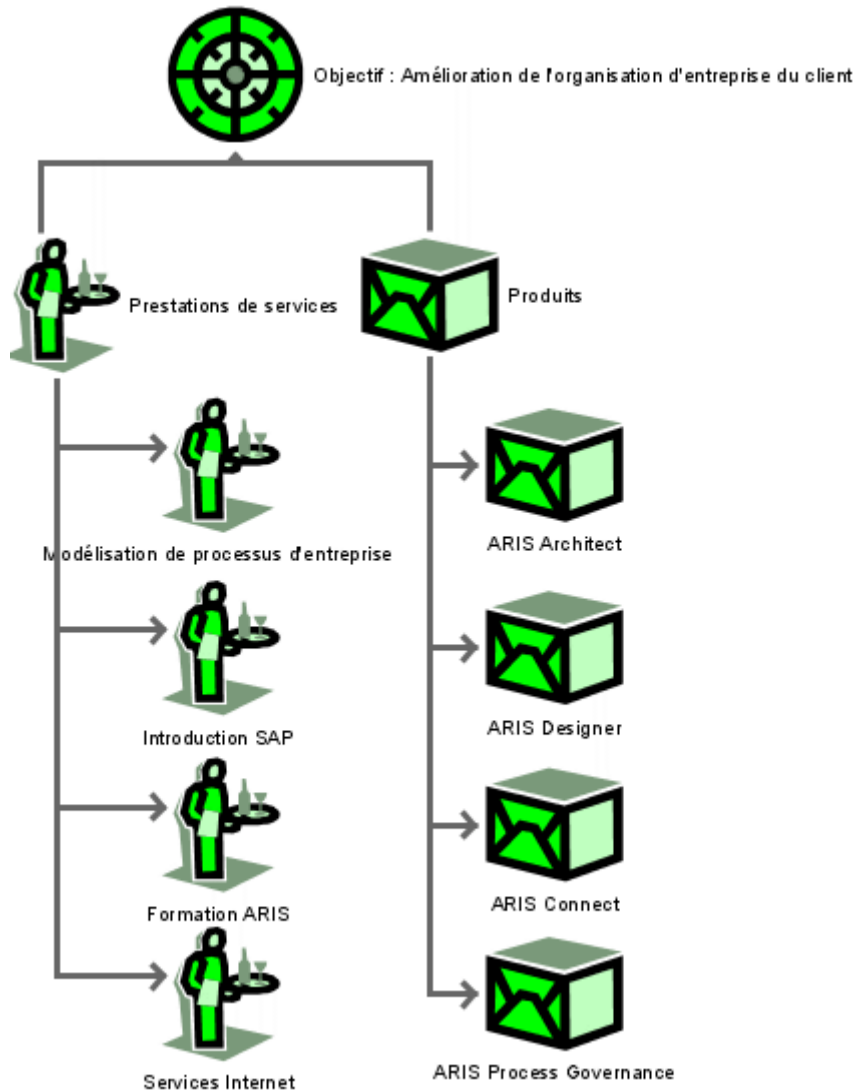 Objectif : Amélioration de l'organisation d'entreprise du client
Prestations de services
Produits
Modélisation de processus d'entreprise
ARIS Architect
Introduction SAP
ARIS Designer
Formation ARIS
ARIS Connect
Services Internet
ARIS Process Governance